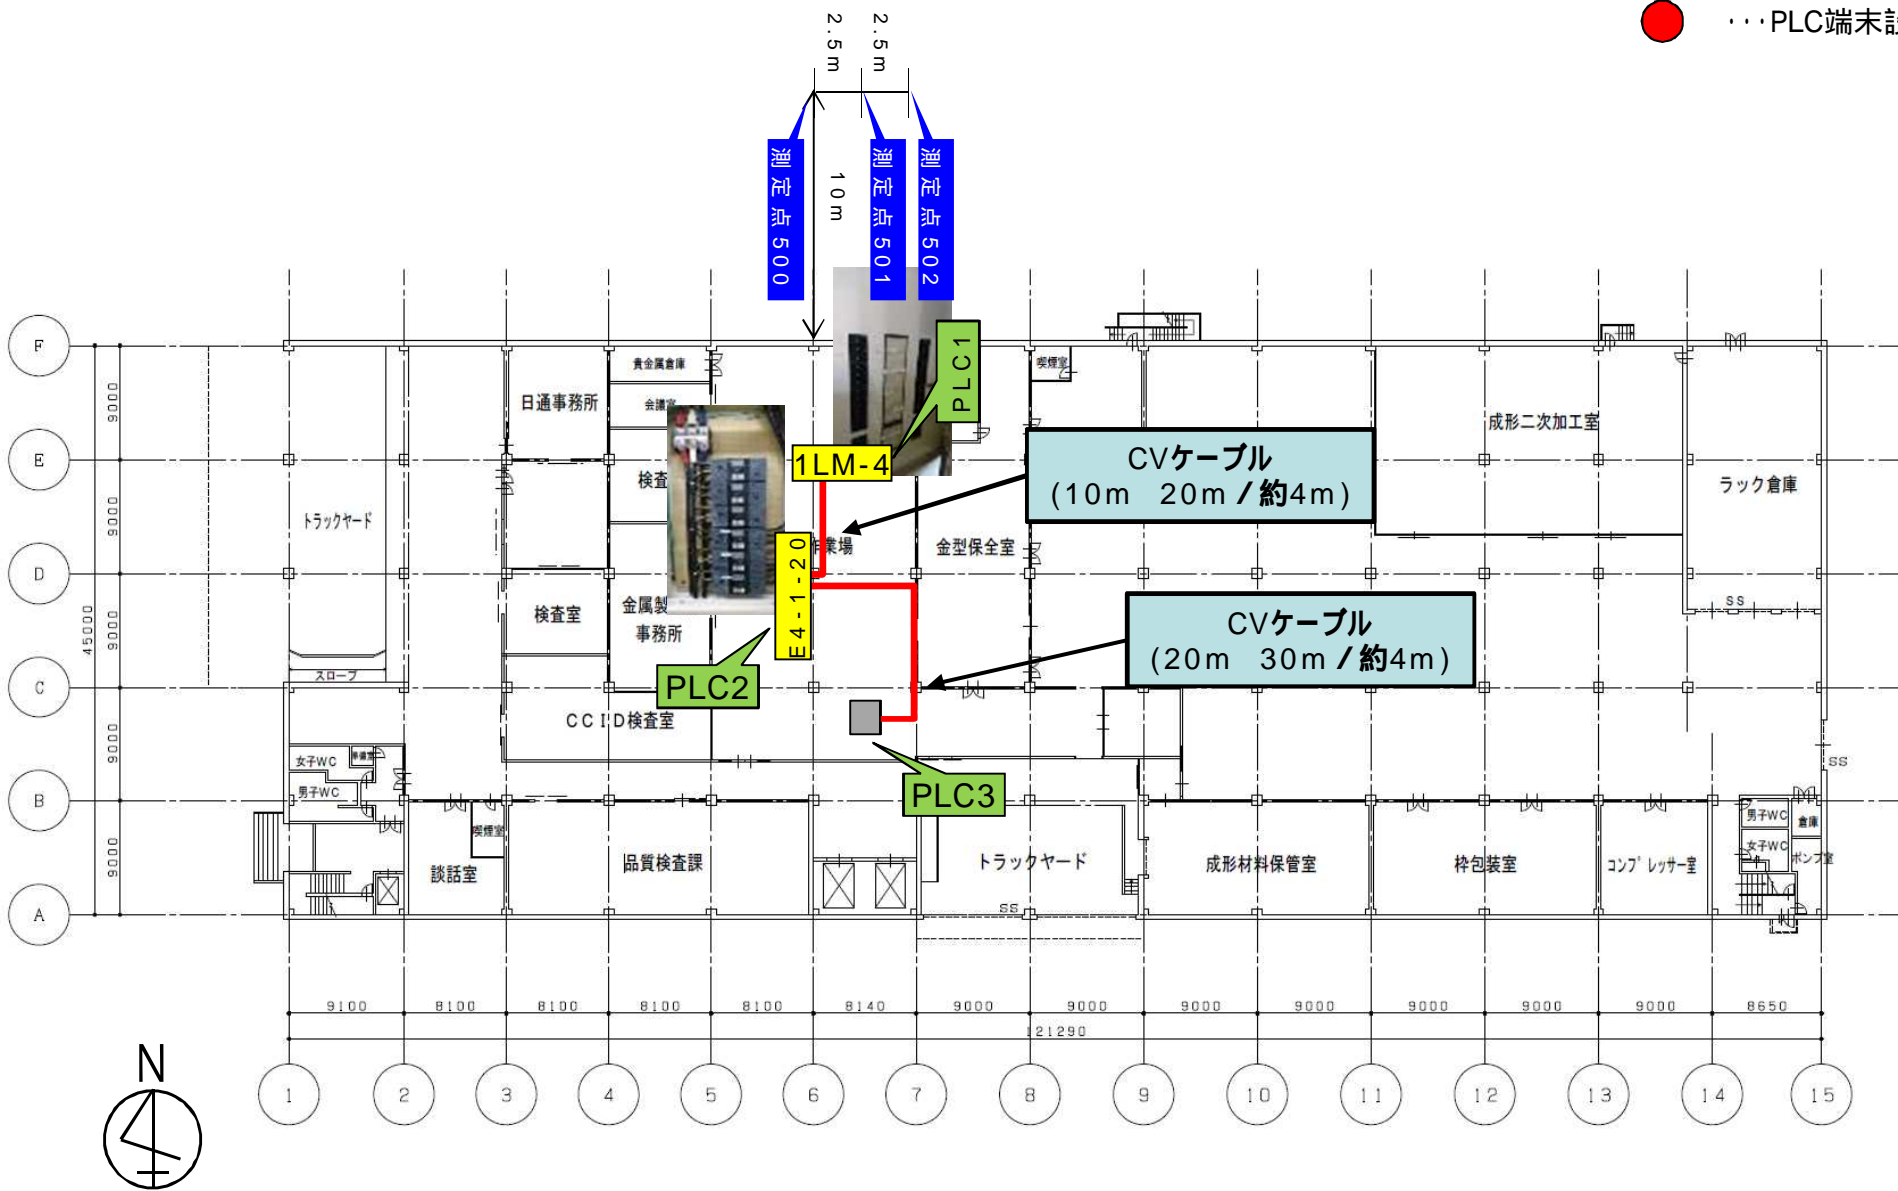 ･･･PLC端末設
2.5m
2.5m
測定点500
10m
測定点501
測定点502
PLC1
F
E
D
C
B
A
9000
9000
9000
9000
9000
45000
貴金属倉庫
会議室
日通事務所
喫煙室
成形二次加工室
1LM-4
CVケーブル
(10m 20m/約4m)
ラック倉庫
検査
トラックヤード
作業場
金型保全室
E4-1-20
検査室
金属製
事務所
CVケーブル
(20m 30m/約4m)
SS
スロープ
PLC2
CCID検査室
女子WC
男子WC
PLC3
SS
喫煙室
談話室
品質検査課
トラックヤード
成形材料保管室
枠包装室
コンプレッサー室
男子WC
倉庫
女子WC
ポンプ室
SS
9100
8100
8100
8100
8100
8140
9000
9000
9000
9000
9000
9000
9000
8650
121290
N
1
2
3
4
5
6
7
8
9
10
11
12
13
14
15